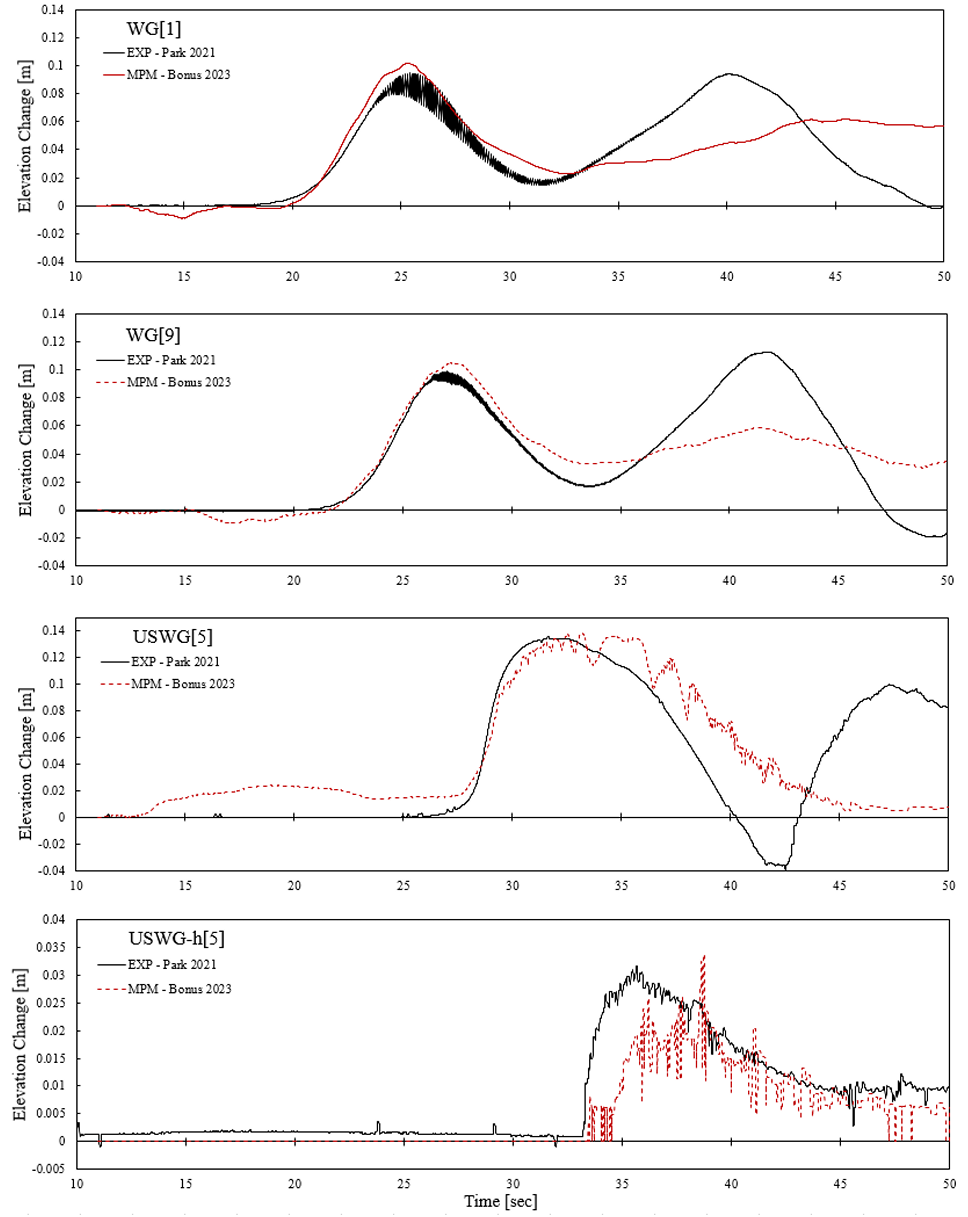 0.14
WG[1]
0.12
EXP - Park 2021
0.1
MPM - Bonus 2023
0.08
0.06
0.04
0.02
0
-0.02
-0.04
Elevation Change [m]
10 15 20 25 30 35 40 45 50
0.14
WG[9]
0.12
EXP - Park 2021
0.1
MPM - Bonus 2023
0.08
0.06
0.04
0.02
0
-0.02
-0.04
Elevation Change [m]
10 15 20 25 30 35 40 45 50
0.14
USWG[5]
0.12
EXP - Park 2021
0.1
MPM - Bonus 2023
0.08
0.06
0.04
0.02
0
-0.02
-0.04
Elevation Change [m]
10 15 20 25 30 35 40 45 50
0.04
USWG-h[5]
0.035
EXP - Park 2021
0.03
MPM - Bonus 2023
0.025
0.02
0.015
0.01
0.005
0
-0.005
Elevation Change [m]
10 15 20 25 30 35 40 45 50
Time [sec]